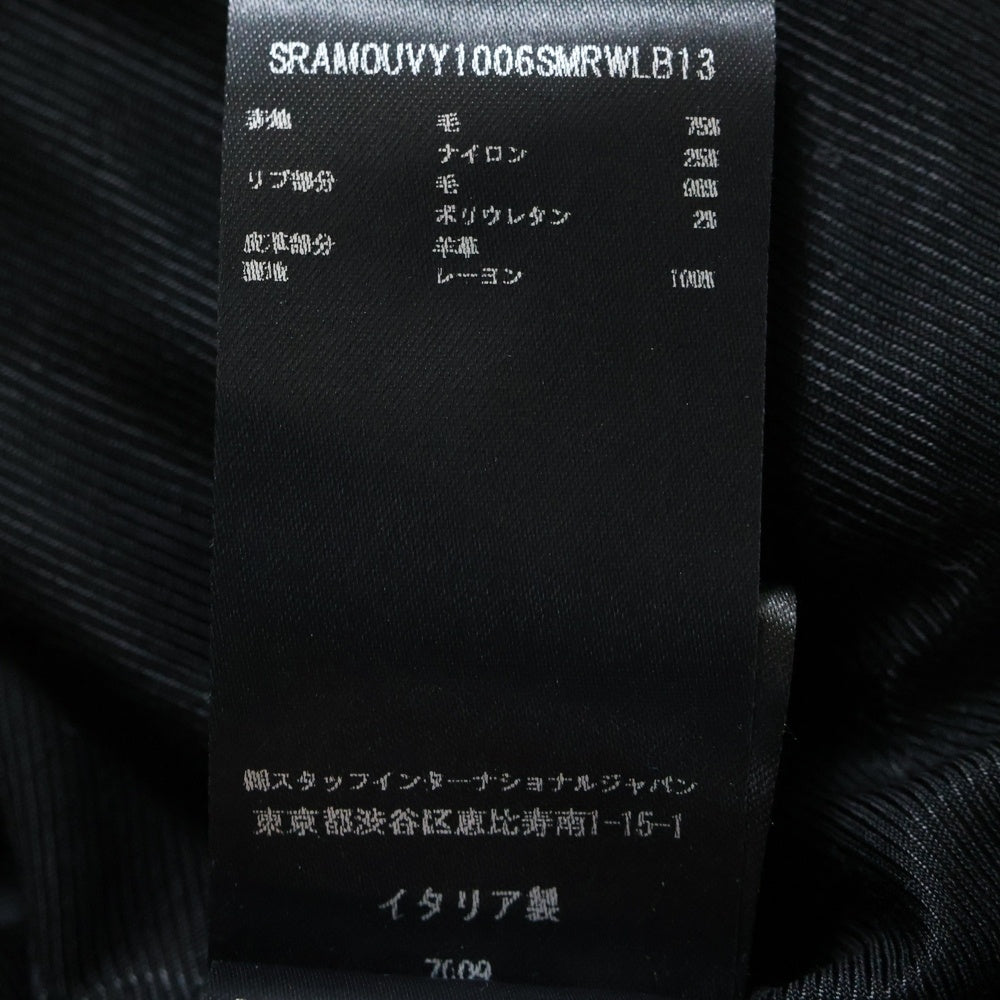 SRAMOUVY1006SMRWLB13
表地 毛 75%
ナイロン 25%
リブ部分 毛 98%
ポリウレタン 2%
皮革部分 羊革
裏地 レーヨン 100%
㈱スタッフインターナショナルジャパン
東京都渋谷区恵比寿南1-15-1
イタリア製